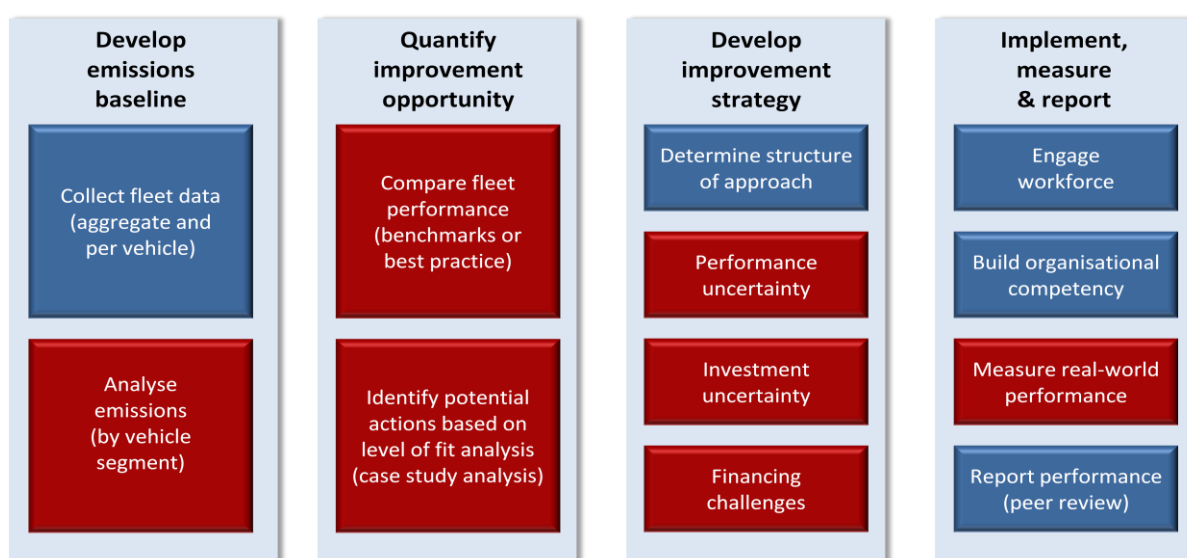 Develop
emissions
baseline
Collect fleet data
(aggregate and
per vehicle)
Analyse
emissions
(by vehicle
segment)
Quantify
improvement
opportunity
Compare fleet
performance
(benchmarks or
best practice)
Identify potential
actions based on
level of fit analysis
(case study analysis)
Develop
improvement
strategy
Determine structure
of approach
Performance
uncertainty
Investment
uncertainty
Financing
challenges
Implement,
measure
& report
Engage
workforce
Build organisational
competency
Measure real-world
performance
Report performance
(peer review)